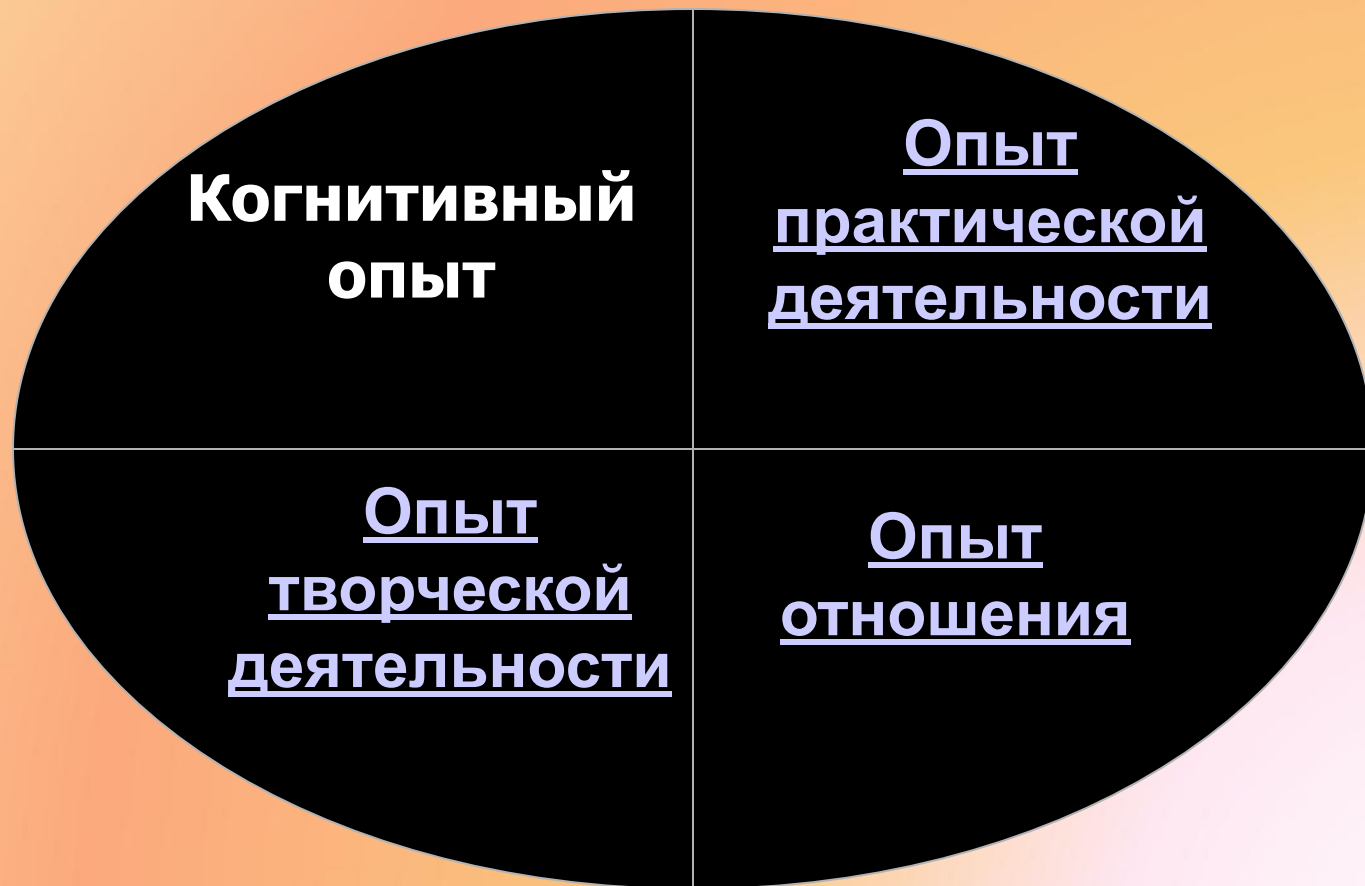 Когнитивный
опыт
Опыт
практической
деятельности
Опыт
творческой
деятельности
Опыт
отношения